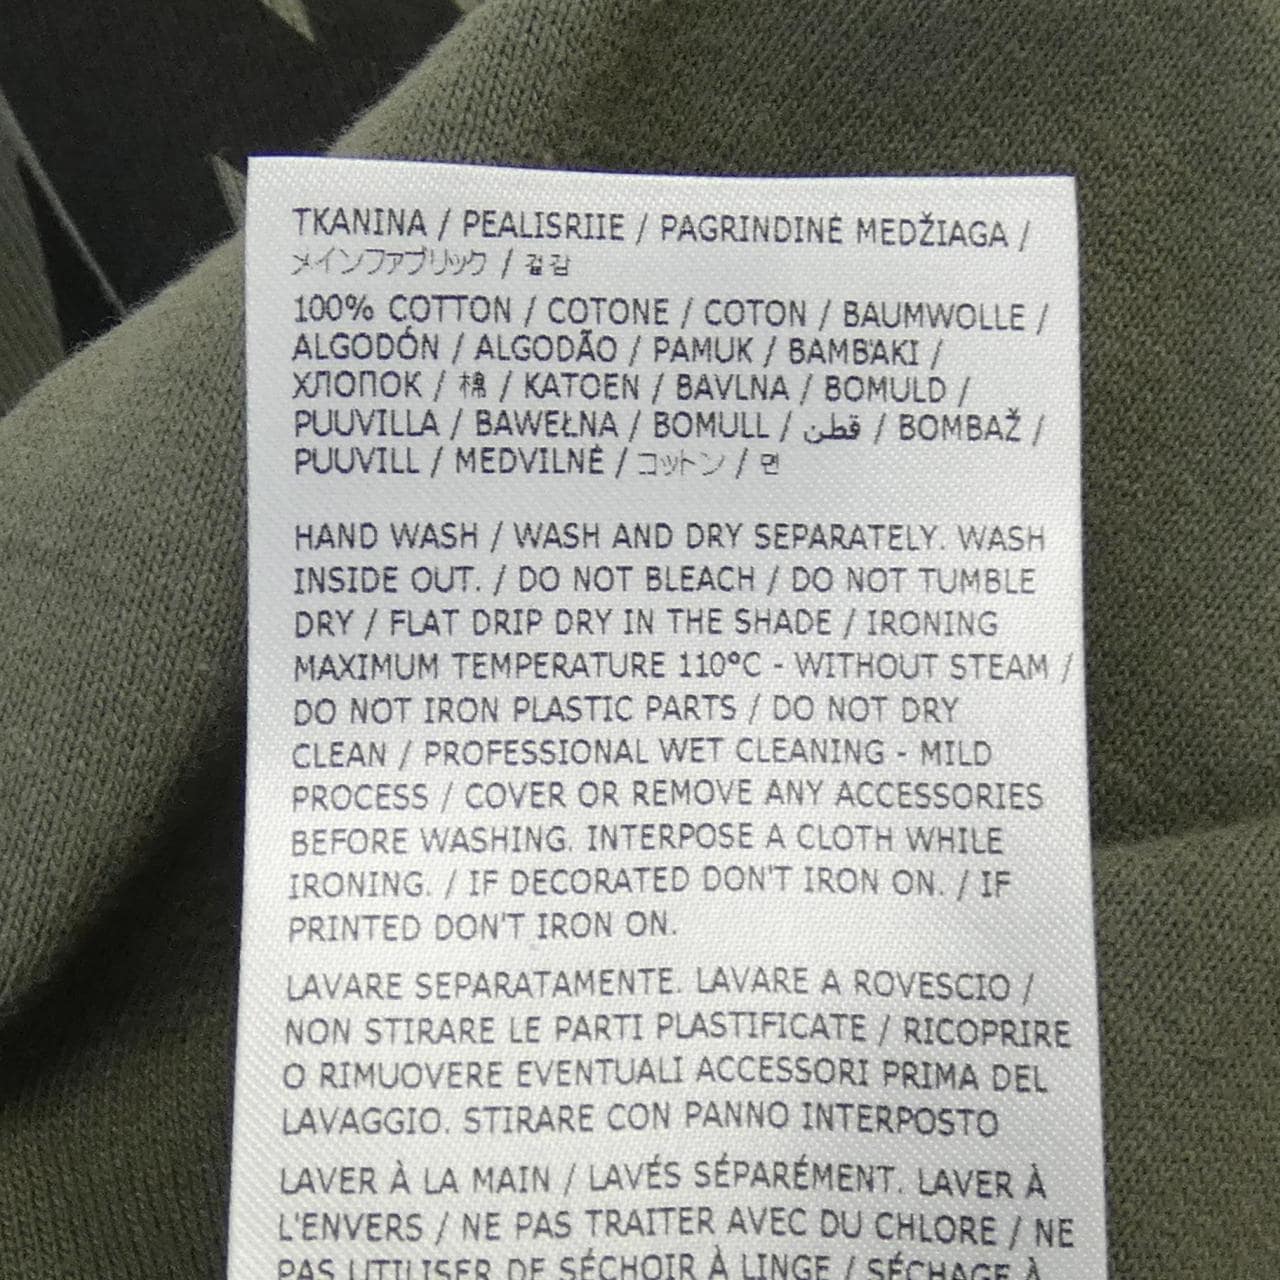 TKANINA / PEALISRIIE / PAGRINDINĖ MEDŽIAGA /
メインファブリック / 겉감
100% COTTON / COTONE / COTON / BAUMWOLLE /
ALGODÓN / ALGODÃO / PAMUK / BAMBAKI /
ХЛОПОК / 棉 / KATOEN / BAVLNA / BOMULD /
PUUVILLA / BAWEŁNA / BOMULL / قطن / BOMBAŽ /
PUUVILL / MEDVILNĖ / コットン / 면
HAND WASH / WASH AND DRY SEPARATELY. WASH
INSIDE OUT. / DO NOT BLEACH / DO NOT TUMBLE
DRY / FLAT DRIP DRY IN THE SHADE / IRONING
MAXIMUM TEMPERATURE 110°C - WITHOUT STEAM /
DO NOT IRON PLASTIC PARTS / DO NOT DRY
CLEAN / PROFESSIONAL WET CLEANING - MILD
PROCESS / COVER OR REMOVE ANY ACCESSORIES
BEFORE WASHING. INTERPOSE A CLOTH WHILE
IRONING. / IF DECORATED DON'T IRON ON. / IF
PRINTED DON'T IRON ON.
LAVARE SEPARATAMENTE. LAVARE A ROVESCIO /
NON STIRARE LE PARTI PLASTIFICATE / RICOPRIRE
O RIMUOVERE EVENTUALI ACCESSORI PRIMA DEL
LAVAGGIO. STIRARE CON PANNO INTERPOSTO
LAVER À LA MAIN / LAVÉS SÉPARÉMENT. LAVER À
L'ENVERS / NE PAS TRAITER AVEC DU CHLORE / NE
PAS UTILISER DE SÉCHOIR À LINGE / SÉCHAGE À